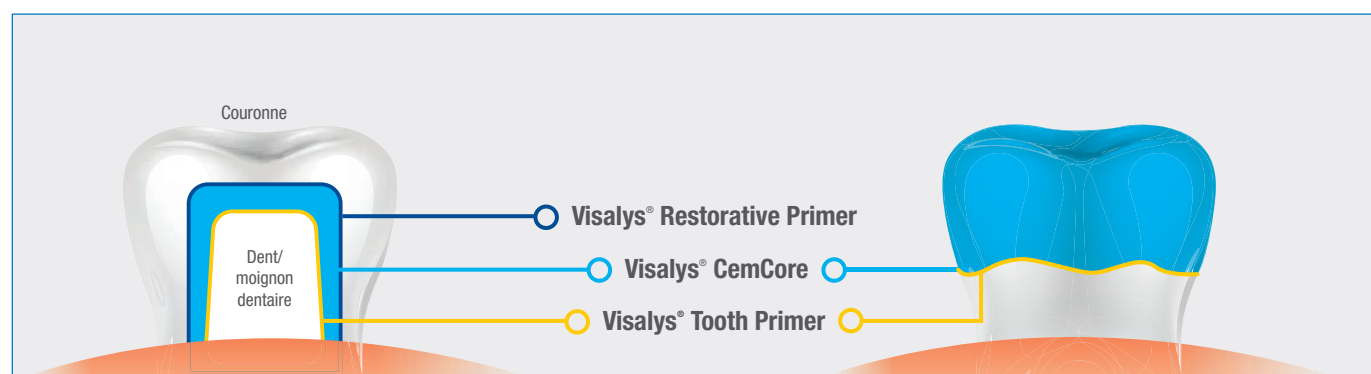 Couronne
Dent/
moignon
dentaire
Visalys® Restorative Primer
Visalys® CemCore
Visalys® Tooth Primer